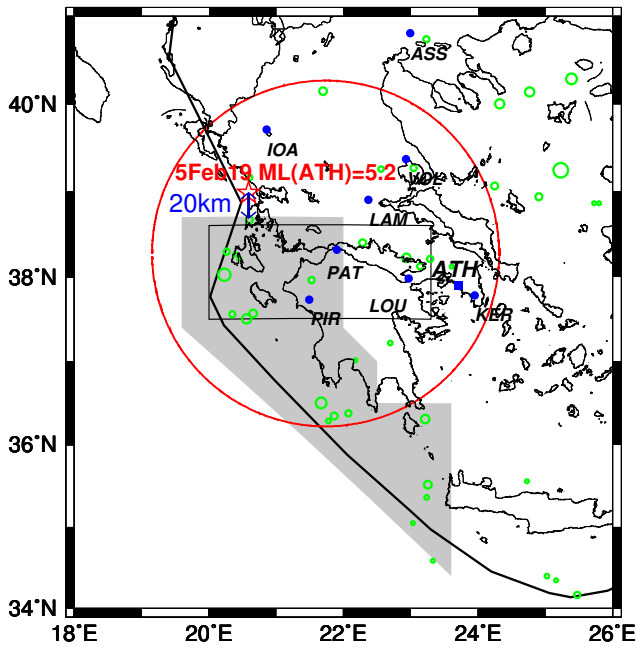 ASS
40°N
IOA
VOL
5Feb19 ML(ATH)=5.2
20km
LAM
38°N
PAT
ATH
PIR
LOU
KER
36°N
34°N
18°E
20°E
22°E
24°E
26°E